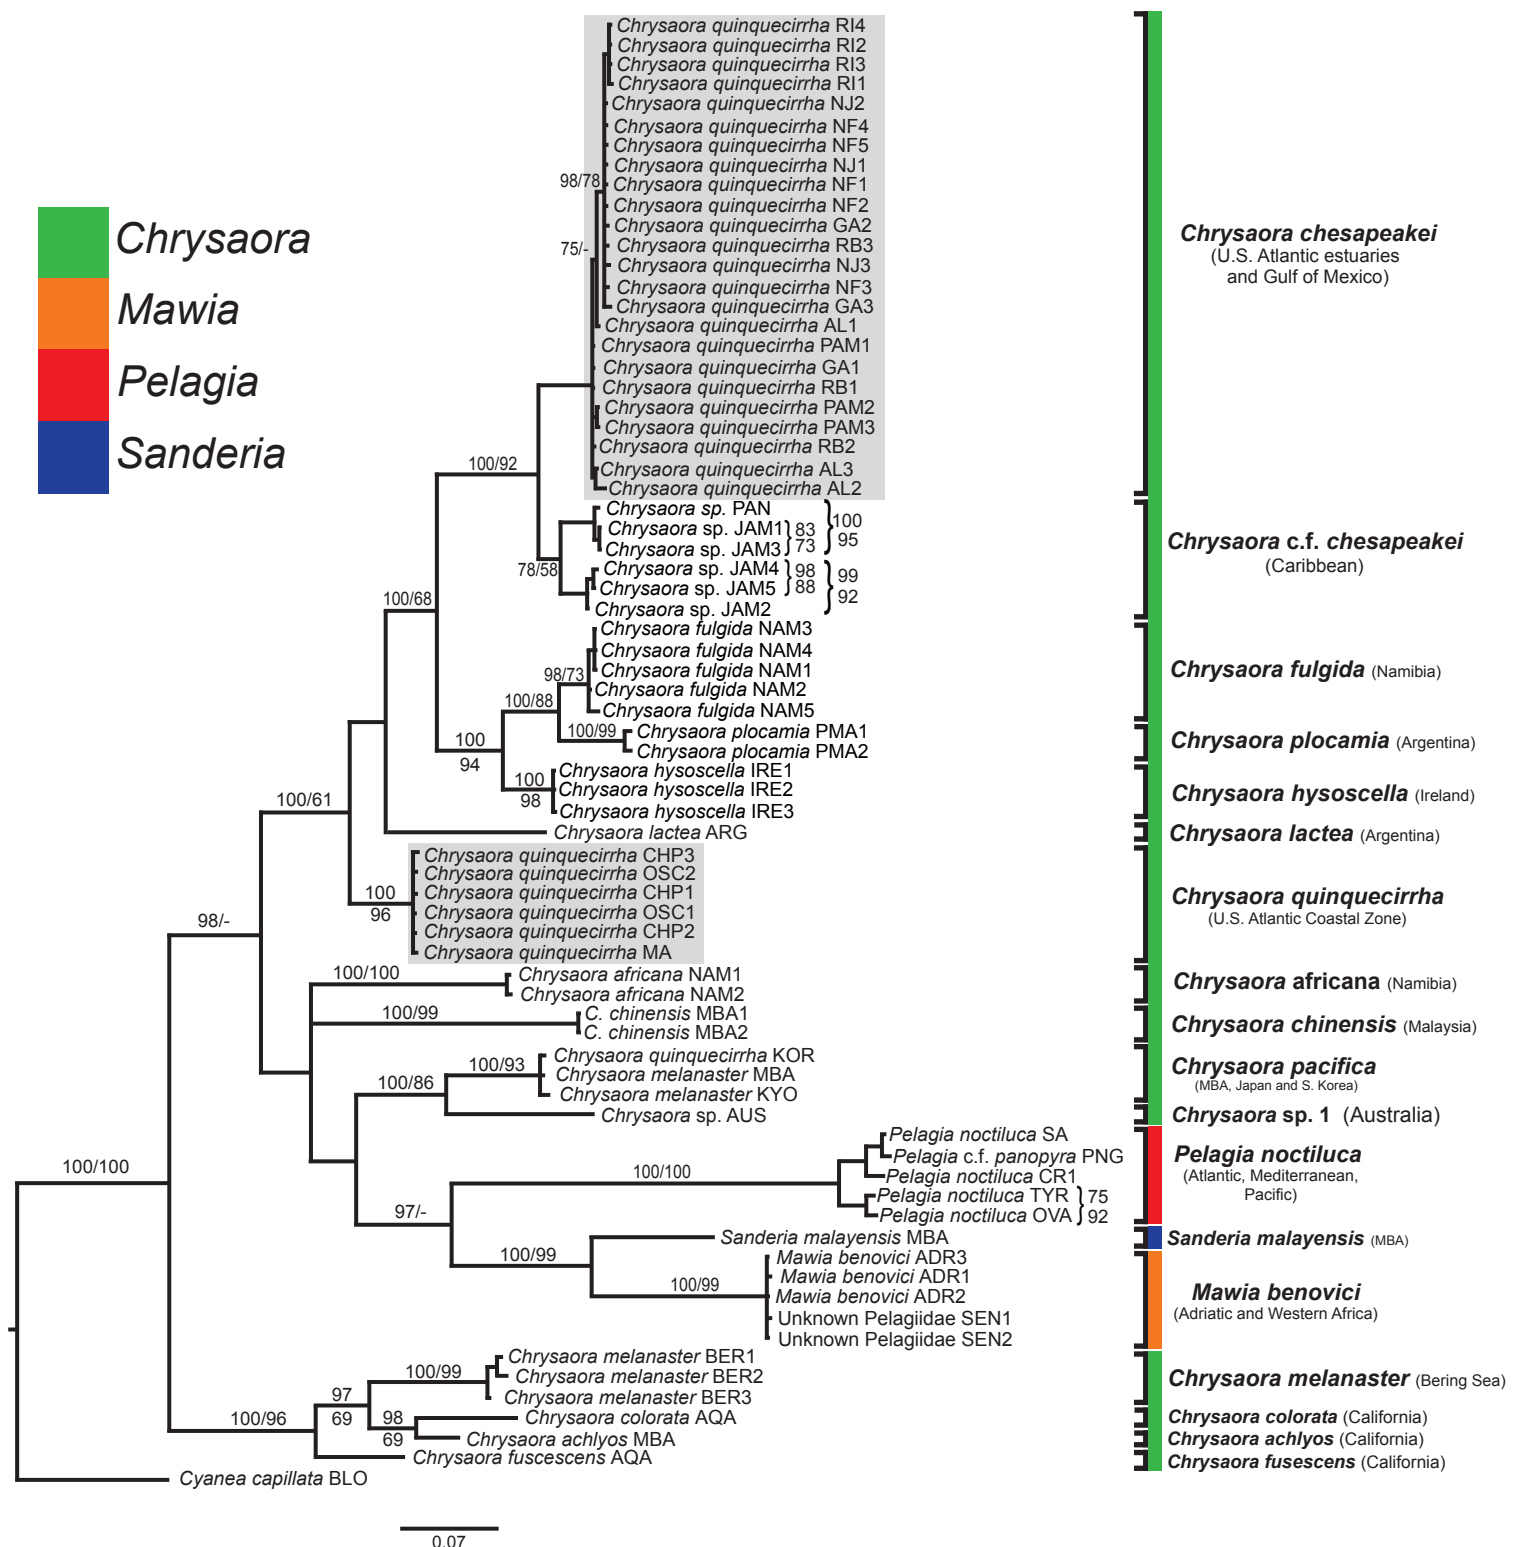 Chrysaora
Mawia
Pelagia
Sanderia
Chrysaora quinquecirrha RI4
Chrysaora quinquecirrha RI2
Chrysaora quinquecirrha RI3
Chrysaora quinquecirrha RI1
Chrysaora quinquecirrha NJ2
Chrysaora quinquecirrha NF4
Chrysaora quinquecirrha NF5
Chrysaora quinquecirrha NJ1
Chrysaora quinquecirrha NF1
Chrysaora quinquecirrha NF2
Chrysaora quinquecirrha GA2
Chrysaora quinquecirrha RB3
Chrysaora quinquecirrha NJ3
Chrysaora quinquecirrha NF3
Chrysaora quinquecirrha GA3
Chrysaora quinquecirrha AL1
Chrysaora quinquecirrha PAM1
Chrysaora quinquecirrha GA1
Chrysaora quinquecirrha RB1
Chrysaora quinquecirrha PAM2
Chrysaora quinquecirrha PAM3
Chrysaora quinquecirrha RB2
Chrysaora quinquecirrha AL3
Chrysaora quinquecirrha AL2
98/78
75/-
100/92
Chrysaora sp. PAN
Chrysaora sp. JAM1
Chrysaora sp. JAM3
83
73
100
95
Chrysaora sp. JAM4
Chrysaora sp. JAM5
Chrysaora sp. JAM2
98
88
99
92
78/58
100/68
Chrysaora fulgida NAM3
Chrysaora fulgida NAM4
Chrysaora fulgida NAM1
Chrysaora fulgida NAM2
Chrysaora fulgida NAM5
98/73
100/88
Chrysaora plocamia PMA1
Chrysaora plocamia PMA2
100/99
100
94
Chrysaora hysoscella IRE1
Chrysaora hysoscella IRE2
Chrysaora hysoscella IRE3
100
98
100/61
Chrysaora lactea ARG
Chrysaora quinquecirrha CHP3
Chrysaora quinquecirrha OSC2
Chrysaora quinquecirrha CHP1
Chrysaora quinquecirrha OSC1
Chrysaora quinquecirrha CHP2
Chrysaora quinquecirrha MA
100
96
98/-
Chrysaora africana NAM1
Chrysaora africana NAM2
100/100
C. chinensis MBA1
C. chinensis MBA2
100/99
Chrysaora quinquecirrha KOR
Chrysaora melanaster MBA
Chrysaora melanaster KYO
100/93
100/86
Chrysaora sp. AUS
Pelagia noctiluca SA
Pelagia c.f. panopyra PNG
Pelagia noctiluca CR1
Pelagia noctiluca TYR
Pelagia noctiluca OVA
75
92
100/100
100/100
97/-
Sanderia malayensis MBA
100/99
Mawia benovici ADR3
Mawia benovici ADR1
Mawia benovici ADR2
Unknown Pelagiidae SEN1
Unknown Pelagiidae SEN2
100/99
Chrysaora melanaster BER1
Chrysaora melanaster BER2
Chrysaora melanaster BER3
100/99
97
69
Chrysaora colorata AQA
Chrysaora achlyos MBA
98
69
100/96
Chrysaora fuscescens AQA
Cyanea capillata BLO
0.07
Chrysaora chesapeakei
(U.S. Atlantic estuaries
and Gulf of Mexico)
Chrysaora c.f. chesapeakei
(Caribbean)
Chrysaora fulgida (Namibia)
Chrysaora plocamia (Argentina)
Chrysaora hysoscella (Ireland)
Chrysaora lactea (Argentina)
Chrysaora quinquecirrha
(U.S. Atlantic Coastal Zone)
Chrysaora africana (Namibia)
Chrysaora chinensis (Malaysia)
Chrysaora pacifica
(MBA, Japan and S. Korea)
Chrysaora sp. 1 (Australia)
Pelagia noctiluca
(Atlantic, Mediterranean,
Pacific)
Sanderia malayensis (MBA)
Mawia benovici
(Adriatic and Western Africa)
Chrysaora melanaster (Bering Sea)
Chrysaora colorata (California)
Chrysaora achlyos (California)
Chrysaora fusescens (California)